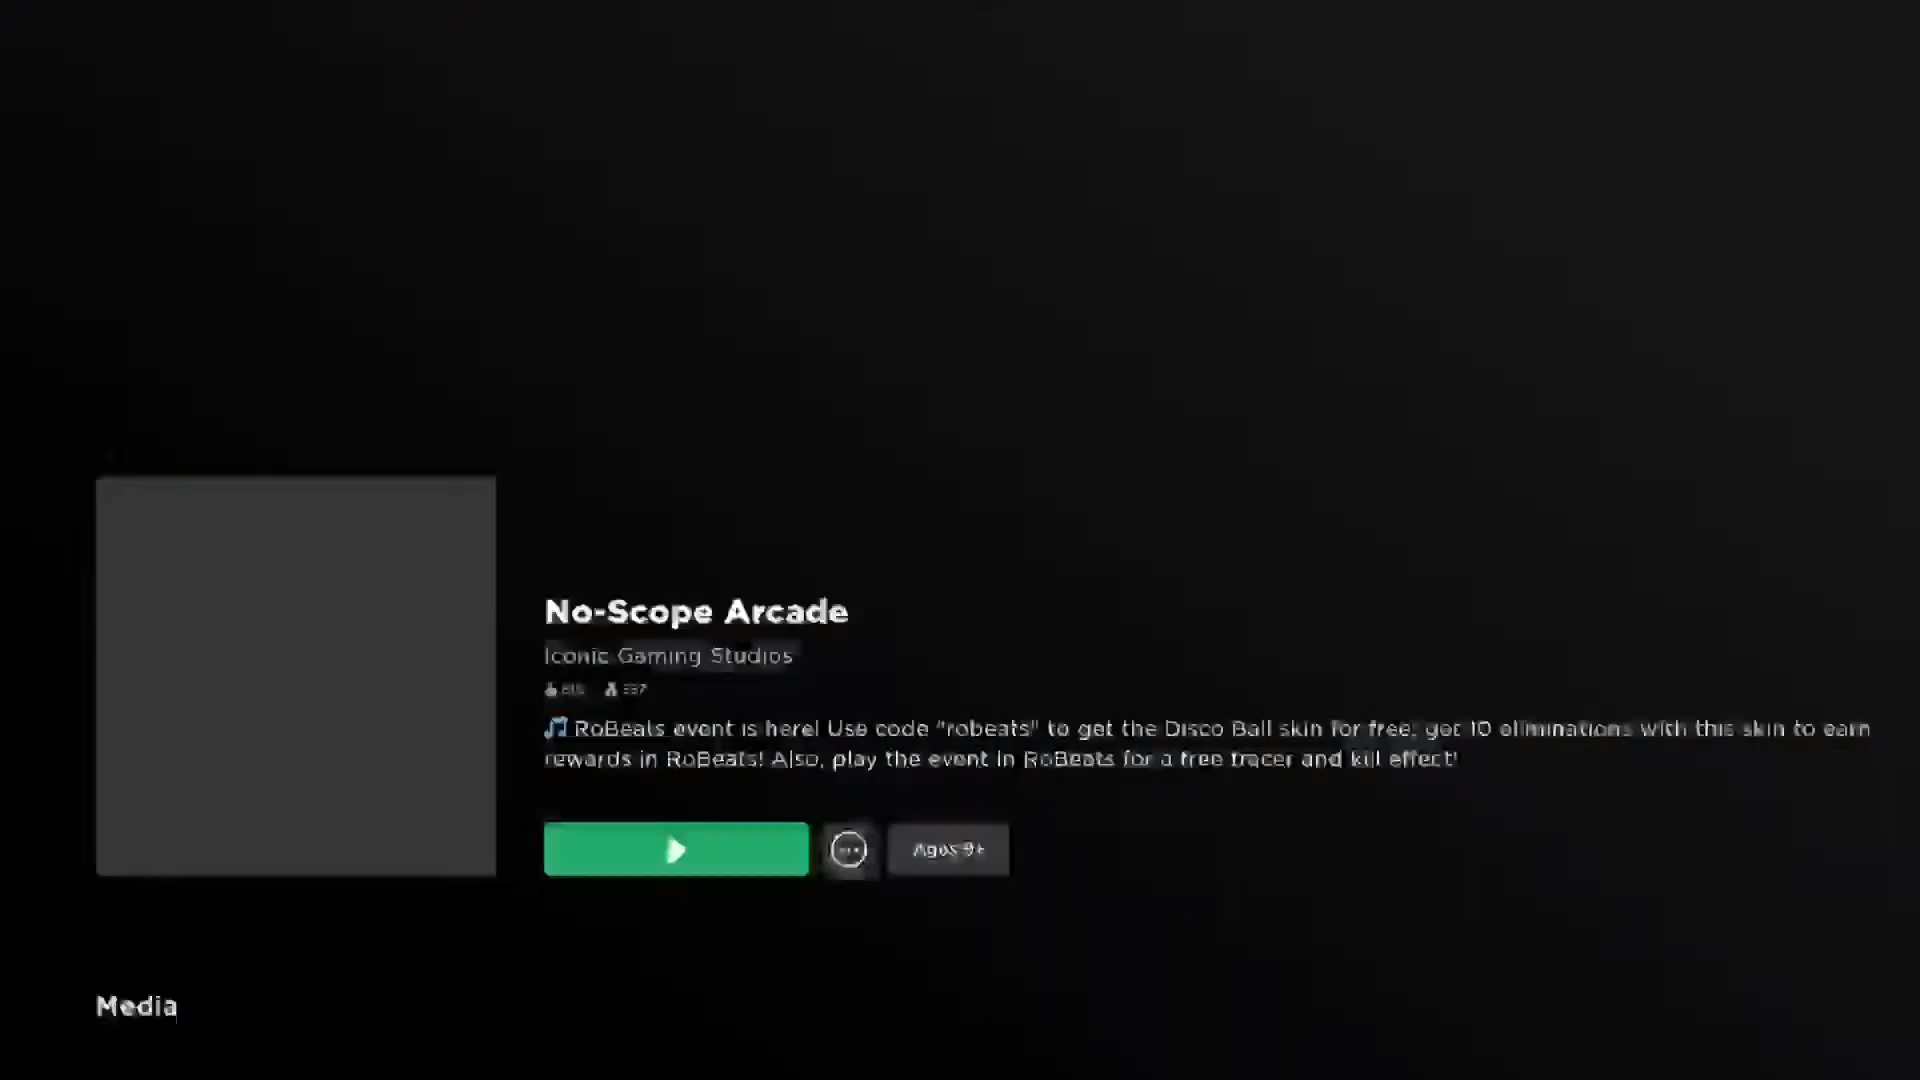 No-Scope Arcade
Iconic Gaming Studios
RoBeats event is here! Use code "robeats" to get the Disco Ball skin for free; get 10 eliminations with this skin to earn
rewards in RoBeats! Also, play the event in RoBeats for a free tracer and kill effect!
Ages 9+
Media